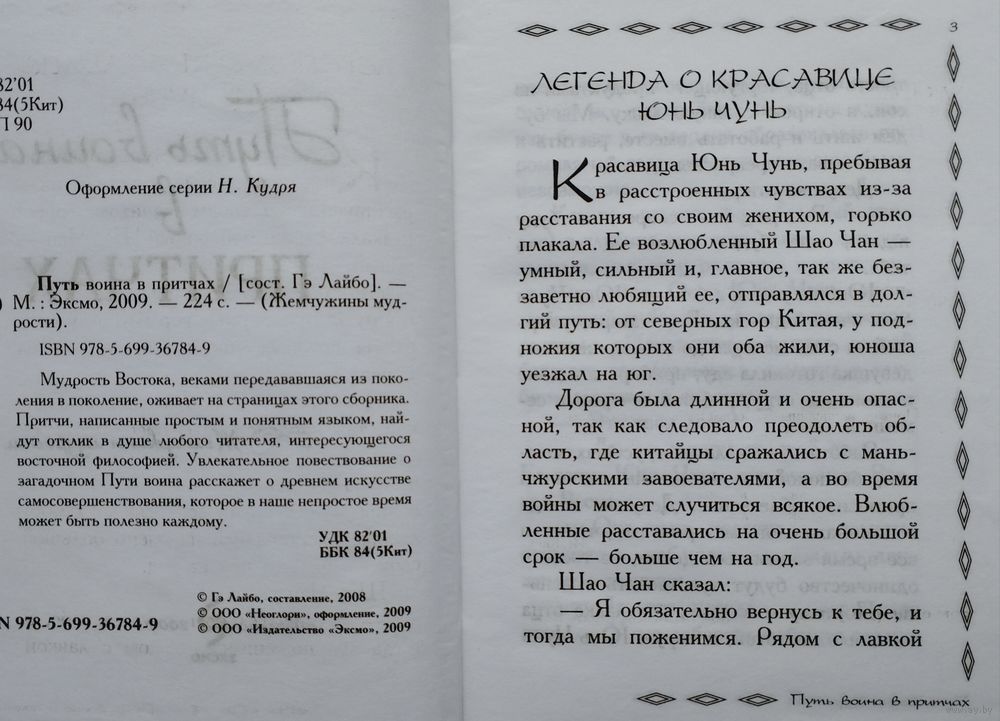 82'01
84(5Кит)
П 90
Оформление серии Н. Кудря
Путь воина в притчах / [сост. Гэ Лайбо]. —
М. : Эксмо, 2009. — 224 с. — (Жемчужины муд-
рости).
ISBN 978-5-699-36784-9
Мудрость Востока, веками передававшаяся из поко-
ления в поколение, оживает на страницах этого сборника.
Притчи, написанные простым и понятным языком, най-
дут отклик в душе любого читателя, интересующегося
восточной философией. Увлекательное повествование о
загадочном Пути воина расскажет о древнем искусстве
самосовершенствования, которое в наше непростое время
может быть полезно каждому.
УДК 82'01
ББК 84(5Кит)
© Гэ Лайбо, составление, 2008
© ООО «Неоглори», оформление, 2009
N 978-5-699-36784-9
© ООО «Издательство «Эксмо», 2009
3
ЛЕГЕНДА О КРАСАВИЦЕ
ЮНЬ ЧУНЬ
Красавица Юнь Чунь, пребывая
в расстроенных чувствах из-за
расставания со своим женихом, горько
плакала. Ее возлюбленный Шао Чан —
умный, сильный и, главное, так же без-
заветно любящий ее, отправлялся в дол-
гий путь: от северных гор Китая, у под-
ножия которых они оба жили, юноша
уезжал на юг.
Дорога была длинной и очень опас-
ной, так как следовало преодолеть об-
ласть, где китайцы сражались с мань-
чжурскими завоевателями, а во время
войны может случиться всякое. Влюб-
ленные расставались на очень большой
срок — больше чем на год.
Шао Чан сказал:
— Я обязательно вернусь к тебе, и
тогда мы поженимся. Рядом с лавкой
Путь воина в притчах